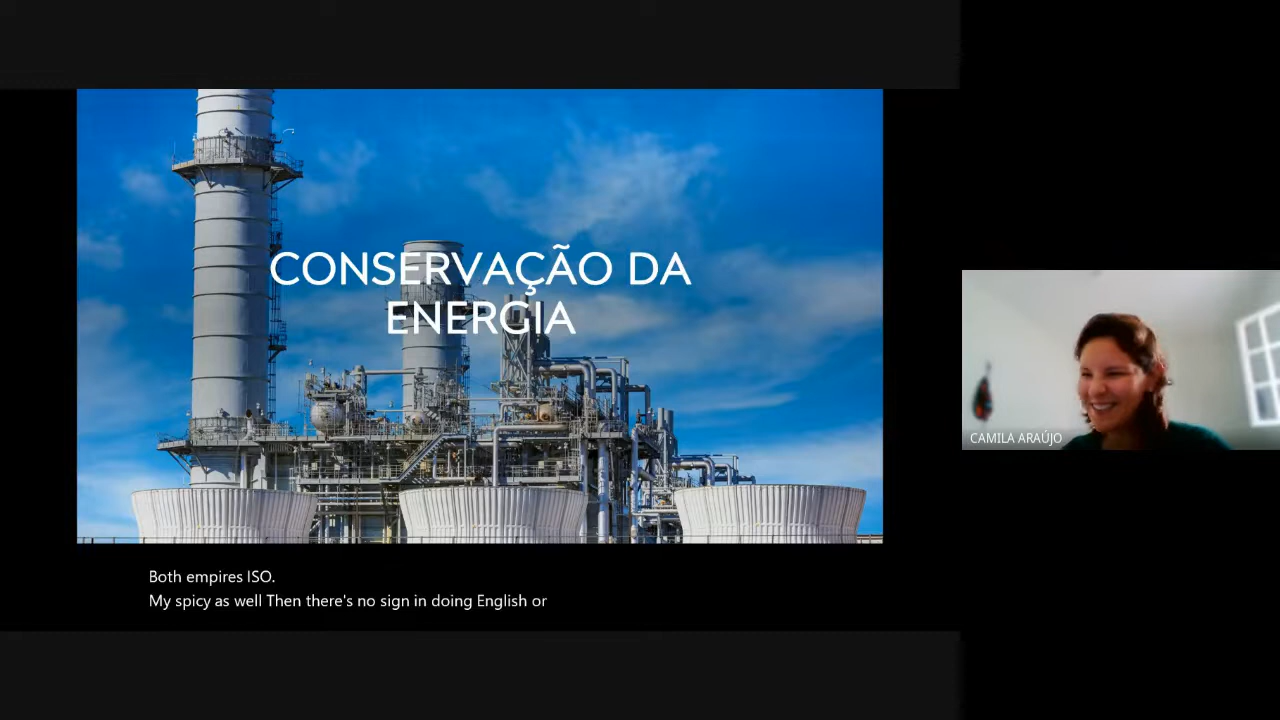 CONSERVAÇÃO DA
ENERGIA
CAMILA ARAÚJO
Both empires ISO.
My spicy as well Then there's no sign in doing English or